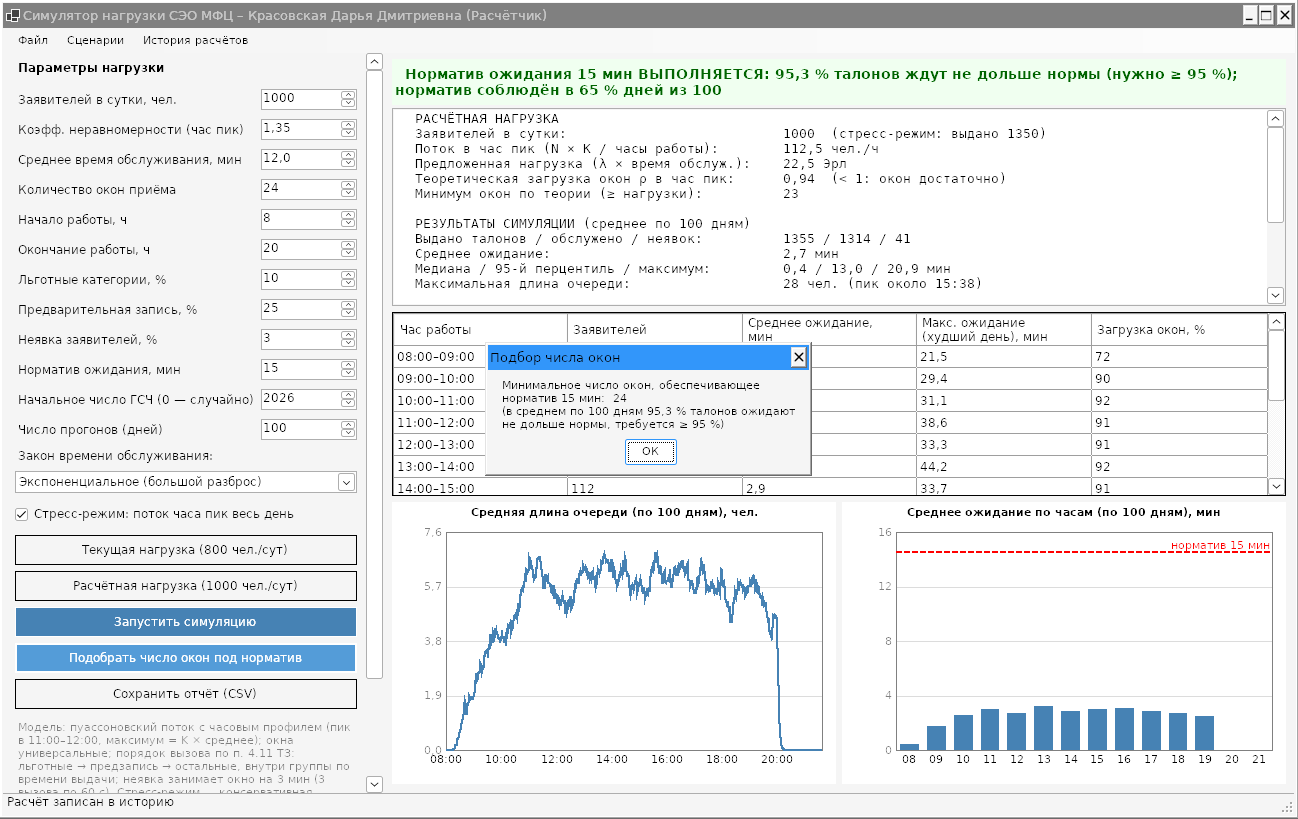 Симулятор нагрузки СЭО МФЦ – Красовская Дарья Дмитриевна (Расчётчик)
Файл Сценарии История расчётов
Параметры нагрузки
Заявителей в сутки, чел. 1000
Коэфф. неравномерности (час пик) 1,35
Среднее время обслуживания, мин 12,0
Количество окон приёма 24
Начало работы, ч 8
Окончание работы, ч 20
Льготные категории, % 10
Предварительная запись, % 25
Неявка заявителей, % 3
Норматив ожидания, мин 15
Начальное число ГСЧ (0 — случайно) 2026
Число прогонов (дней) 100
Закон времени обслуживания:
Экспоненциальное (большой разброс)
Стресс-режим: поток часа пик весь день
Текущая нагрузка (800 чел./сут)
Расчётная нагрузка (1000 чел./сут)
Запустить симуляцию
Подобрать число окон под норматив
Сохранить отчёт (CSV)
Модель: пуассоновский поток с часовым профилем (пик
в 11:00–12:00, максимум = K × среднее); окна
универсальные; порядок вызова по п. 4.11 ТЗ:
льготные → предзапись → остальные, внутри группы по
времени выдачи; неявка занимает окно на 3 мин (3
вызова по 60 с). Стресс-режим — консервативная
Норматив ожидания 15 мин ВЫПОЛНЯЕТСЯ: 95,3 % талонов ждут не дольше нормы (нужно ≥ 95 %);
норматив соблюдён в 65 % дней из 100
РАСЧЁТНАЯ НАГРУЗКА
Заявителей в сутки: 1000 (стресс-режим: выдано 1350)
Поток в час пик (N × K / часы работы): 112,5 чел./ч
Предложенная нагрузка (λ × время обслуж.): 22,5 Эрл
Теоретическая загрузка окон ρ в час пик: 0,94 (< 1: окон достаточно)
Минимум окон по теории (≥ нагрузки): 23
РЕЗУЛЬТАТЫ СИМУЛЯЦИИ (среднее по 100 дням)
Выдано талонов / обслужено / неявок: 1355 / 1314 / 41
Среднее ожидание: 2,7 мин
Медиана / 95-й перцентиль / максимум: 0,4 / 13,0 / 20,9 мин
Максимальная длина очереди: 28 чел. (пик около 15:38)
Час работы Заявителей Среднее ожидание, мин Макс. ожидание (худший день), мин Загрузка окон, %
08:00–09:00 21,5 72
09:00–10:00 29,4 90
10:00–11:00 31,1 92
11:00–12:00 38,6 91
12:00–13:00 33,3 91
13:00–14:00 44,2 92
14:00–15:00 112 2,9 33,7 91
Подбор числа окон
Минимальное число окон, обеспечивающее
норматив 15 мин: 24
(в среднем по 100 дням 95,3 % талонов ожидают
не дольше нормы, требуется ≥ 95 %)
OK
Средняя длина очереди (по 100 дням), чел.
7,6
5,7
3,8
1,9
0,0
08:00 10:00 12:00 14:00 16:00 18:00 20:00
Среднее ожидание по часам (по 100 дням), мин
норматив 15 мин
16
12
8
4
0
08 09 10 11 12 13 14 15 16 17 18 19 20 21
Расчёт записан в историю